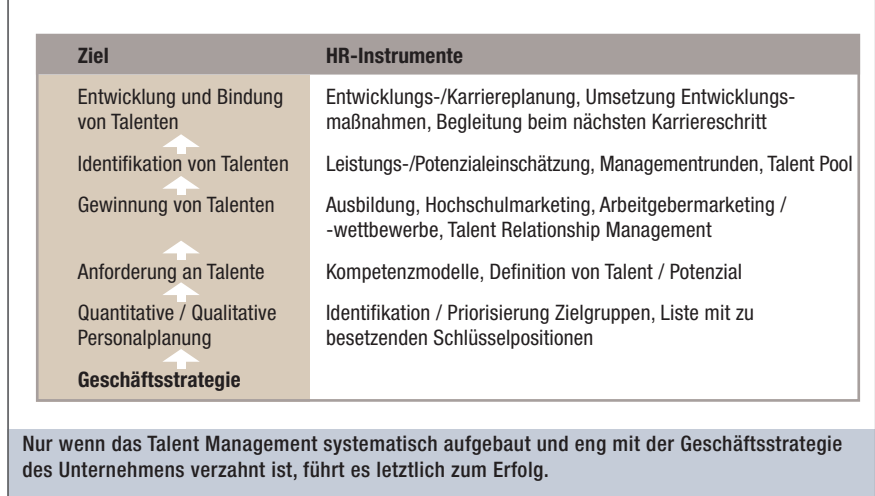 Ziel HR-Instrumente
Entwicklung und Bindung Entwicklungs-/Karriereplanung, Umsetzung Entwicklungs-
von Talenten maßnahmen, Begleitung beim nächsten Karriereschritt
Identifikation von Talenten Leistungs-/Potenzialeinschätzung, Managementrunden, Talent Pool
Gewinnung von Talenten Ausbildung, Hochschulmarketing, Arbeitgebermarketing /
-wettbewerbe, Talent Relationship Management
Anforderung an Talente Kompetenzmodelle, Definition von Talent / Potenzial
Quantitative / Qualitative Identifikation / Priorisierung Zielgruppen, Liste mit zu
Personalplanung besetzenden Schlüsselpositionen
Geschäftsstrategie
Nur wenn das Talent Management systematisch aufgebaut und eng mit der Geschäftsstrategie
des Unternehmens verzahnt ist, führt es letztlich zum Erfolg.